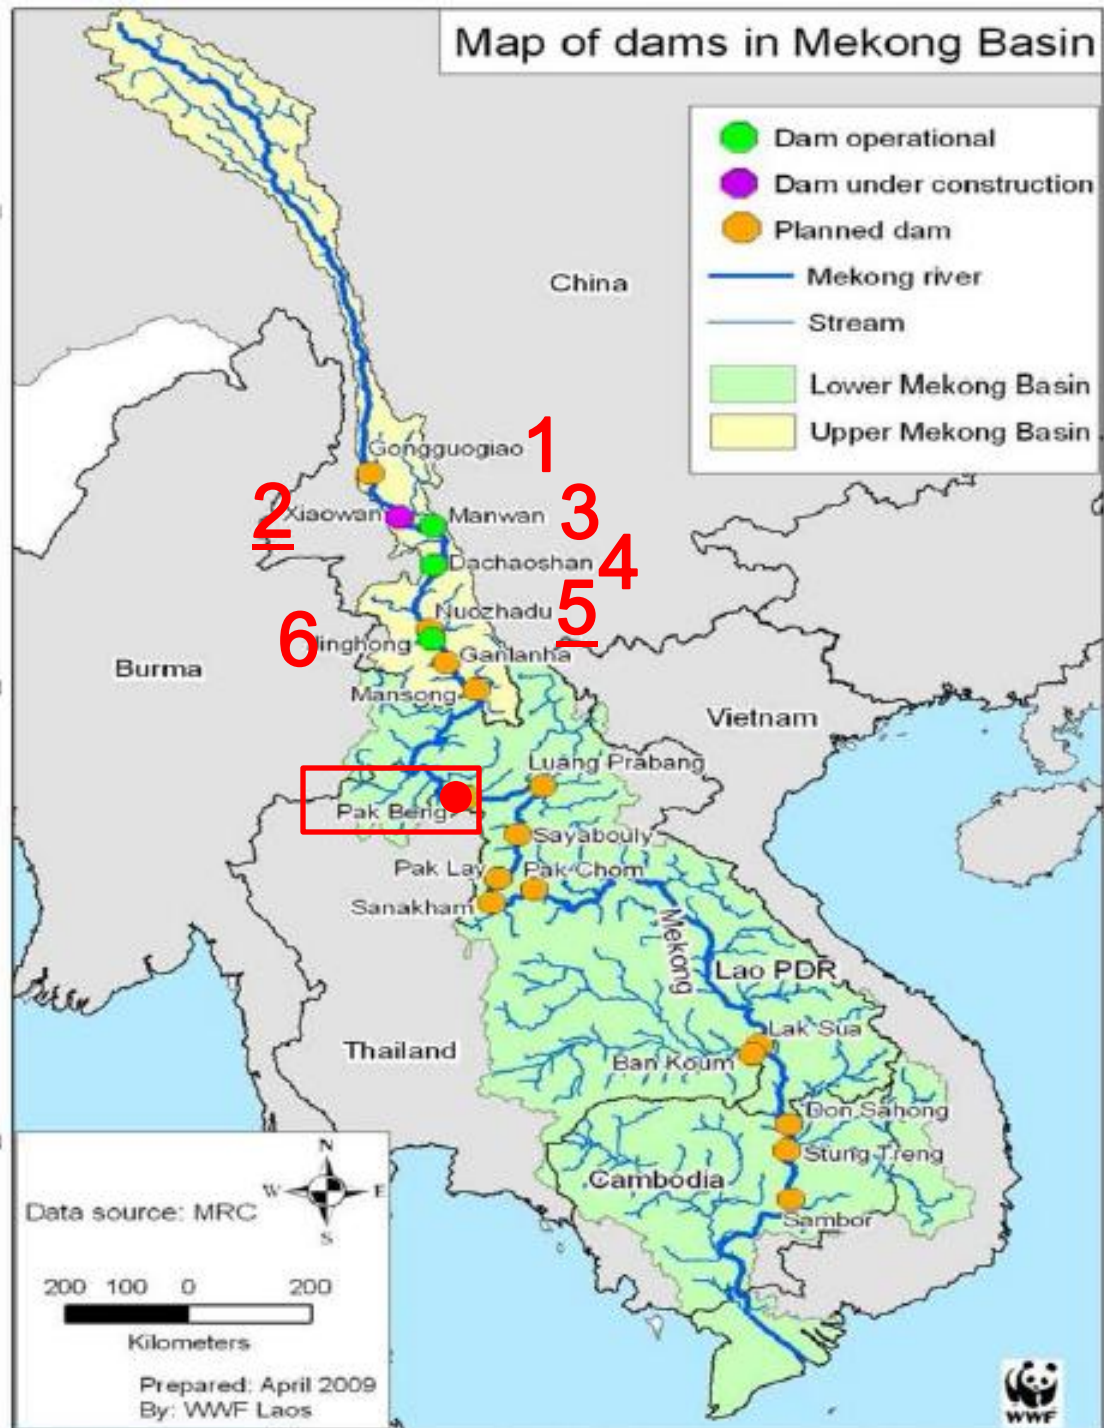 Map of dams in Mekong Basin
Dam operational
Dam under construction
Planned dam
Mekong river
Stream
Lower Mekong Basin
Upper Mekong Basin
China
Gongguogiao 1
2 Xiaowan
Manwan 3
Dachaoshan 4
Nuozhadu 5
6 Jinghong
Ganlanha
Burma
Mansong
Vietnam
Luang Prabang
Pak Beng
Sayabouly
Pak Lay
Pak Chom
Sanakham
Mekong
Lao PDR
Lak Sua
Thailand
Ban Koum
Don Sahong
Stung Treng
Cambodia
Sambor
N
W E
S
Data source: MRC
200 100 0 200
Kilometers
Prepared: April 2009
By: WWF Laos
WWF